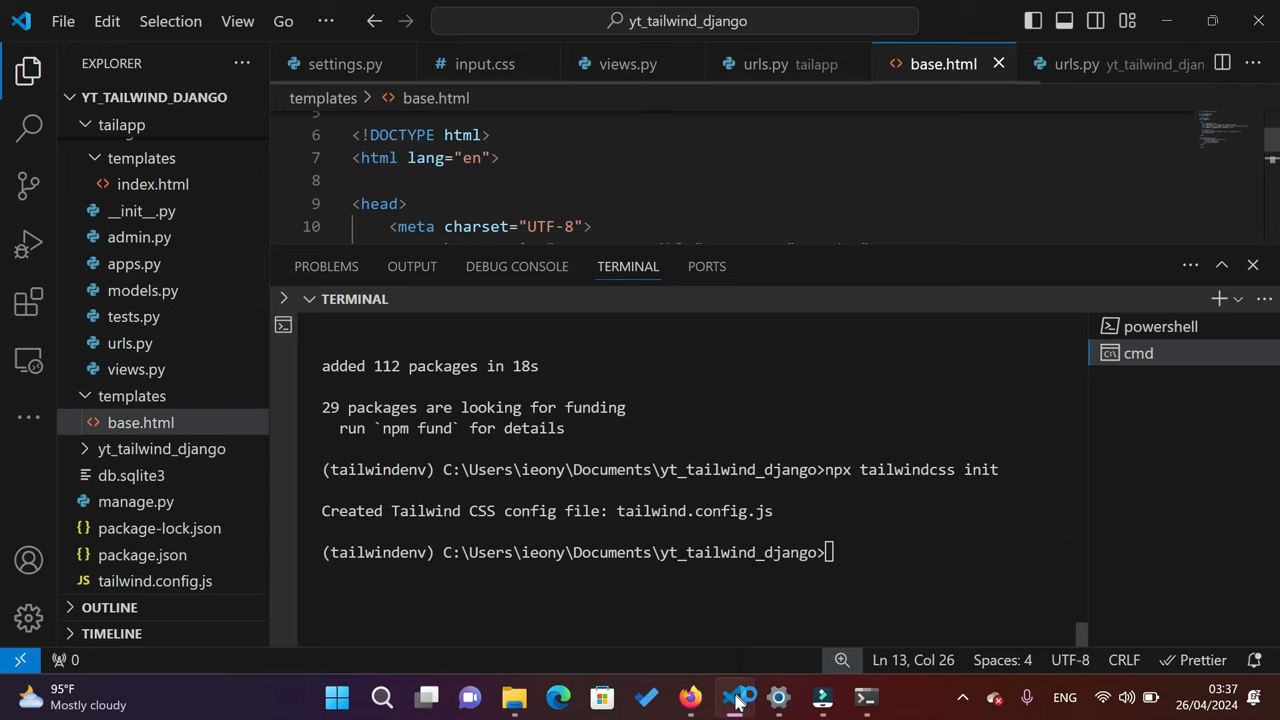 File Edit Selection View Go ··· yt_tailwind_django
EXPLORER ···
settings.py input.css views.py urls.py tailapp base.html urls.py yt_tailwind_djan ···
YT_TAILWIND_DJANGO
templates > base.html
tailapp
templates
index.html
__init__.py
admin.py
apps.py
models.py
tests.py
urls.py
views.py
templates
base.html
yt_tailwind_django
db.sqlite3
manage.py
package-lock.json
package.json
tailwind.config.js
OUTLINE
TIMELINE
6 <!DOCTYPE html>
7 <html lang="en">
8
9 <head>
10 <meta charset="UTF-8">
PROBLEMS OUTPUT DEBUG CONSOLE TERMINAL PORTS
TERMINAL
powershell
cmd
added 112 packages in 18s
29 packages are looking for funding
run `npm fund` for details
(tailwindenv) C:\Users\ieony\Documents\yt_tailwind_django>npx tailwindcss init
Created Tailwind CSS config file: tailwind.config.js
(tailwindenv) C:\Users\ieony\Documents\yt_tailwind_django>
0 Ln 13, Col 26 Spaces: 4 UTF-8 CRLF Prettier
95°F
Mostly cloudy
ENG
03:37
26/04/2024